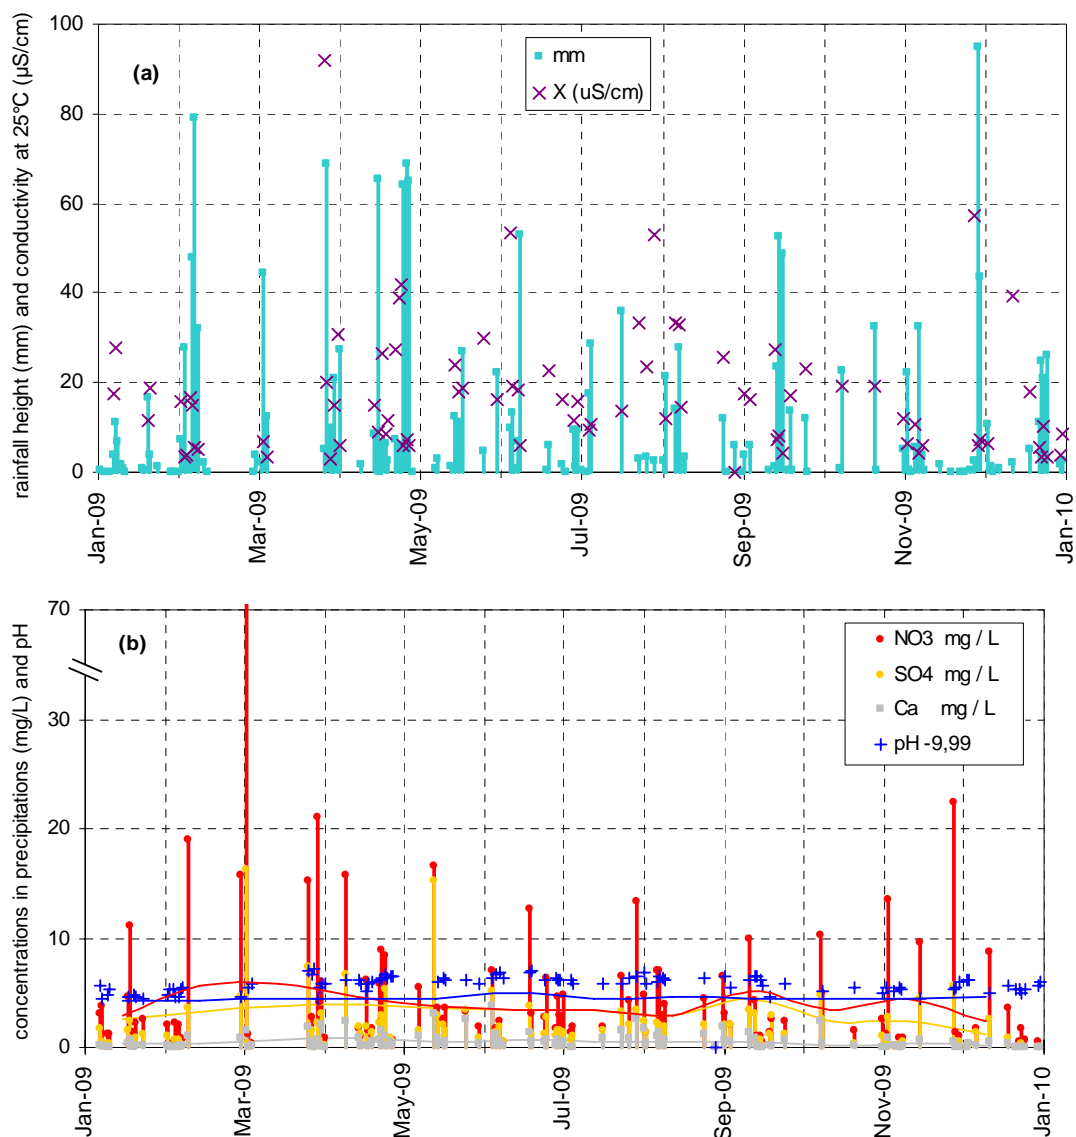 100
80
60
40
20
0
rainfall height (mm) and conductivity at 25°C (µS/cm)
(a)
mm
X (uS/cm)
Jan-09
Mar-09
May-09
Jul-09
Sep-09
Nov-09
Jan-10
70
30
20
10
0
concentrations in precipitations (mg/L) and pH
(b)
NO3 mg / L
SO4 mg / L
Ca mg / L
pH -9,99
Jan-09
Mar-09
May-09
Jul-09
Sep-09
Nov-09
Jan-10